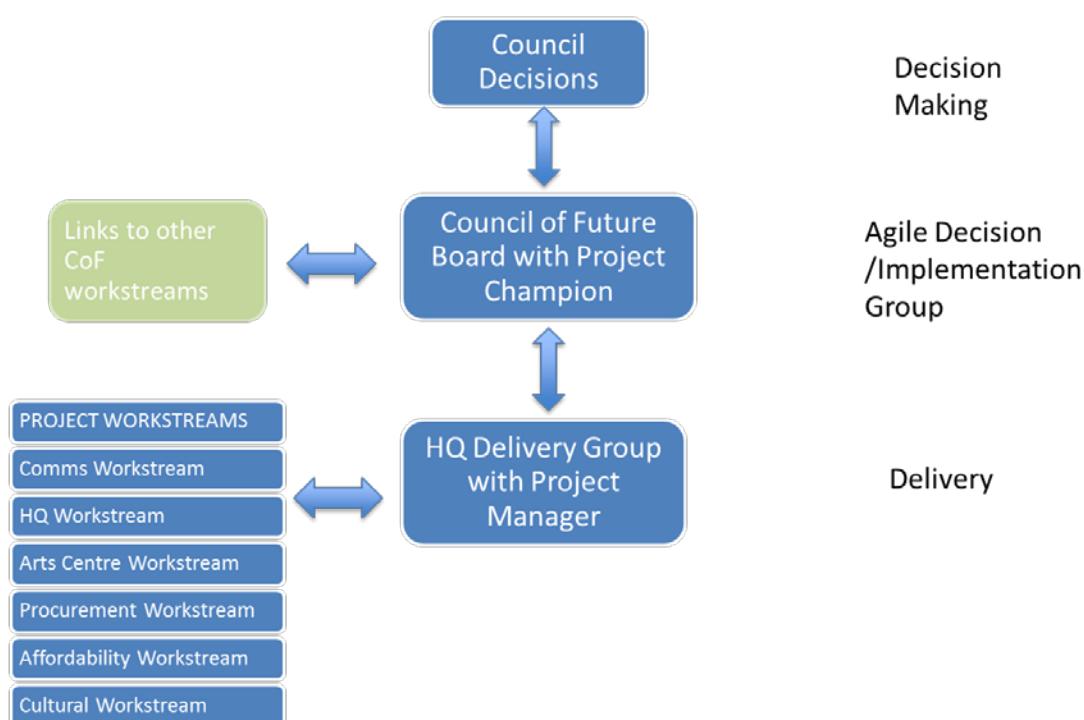 Council
Decisions
Decision
Making
Links to other
CoF
workstreams
Council of Future
Board with Project
Champion
Agile Decision
/Implementation
Group
PROJECT WORKSTREAMS
Comms Workstream
HQ Workstream
Arts Centre Workstream
Procurement Workstream
Affordability Workstream
Cultural Workstream
HQ Delivery Group
with Project
Manager
Delivery